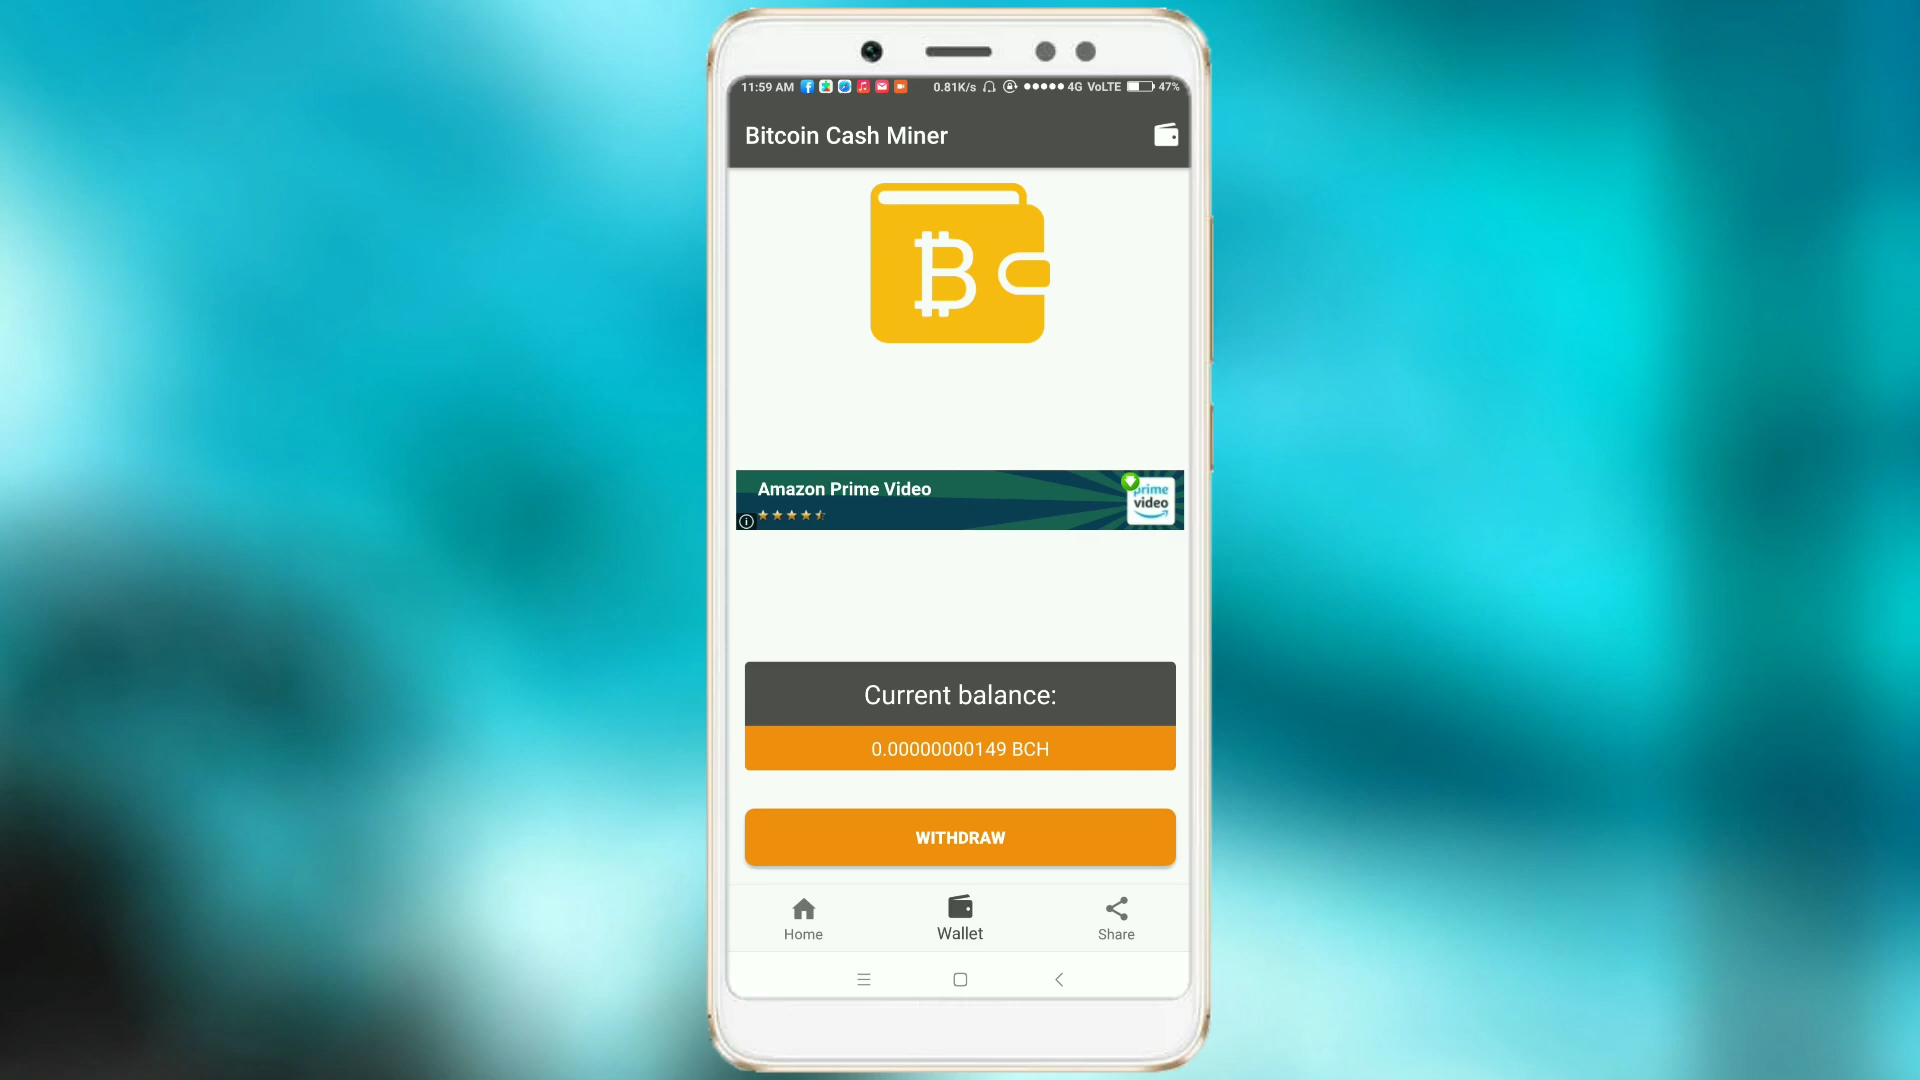 11:59 AM 0.81K/s 4G VoLTE 47%
Bitcoin Cash Miner
Amazon Prime Video
prime
video
Current balance:
0.00000000149 BCH
WITHDRAW
Home Wallet Share